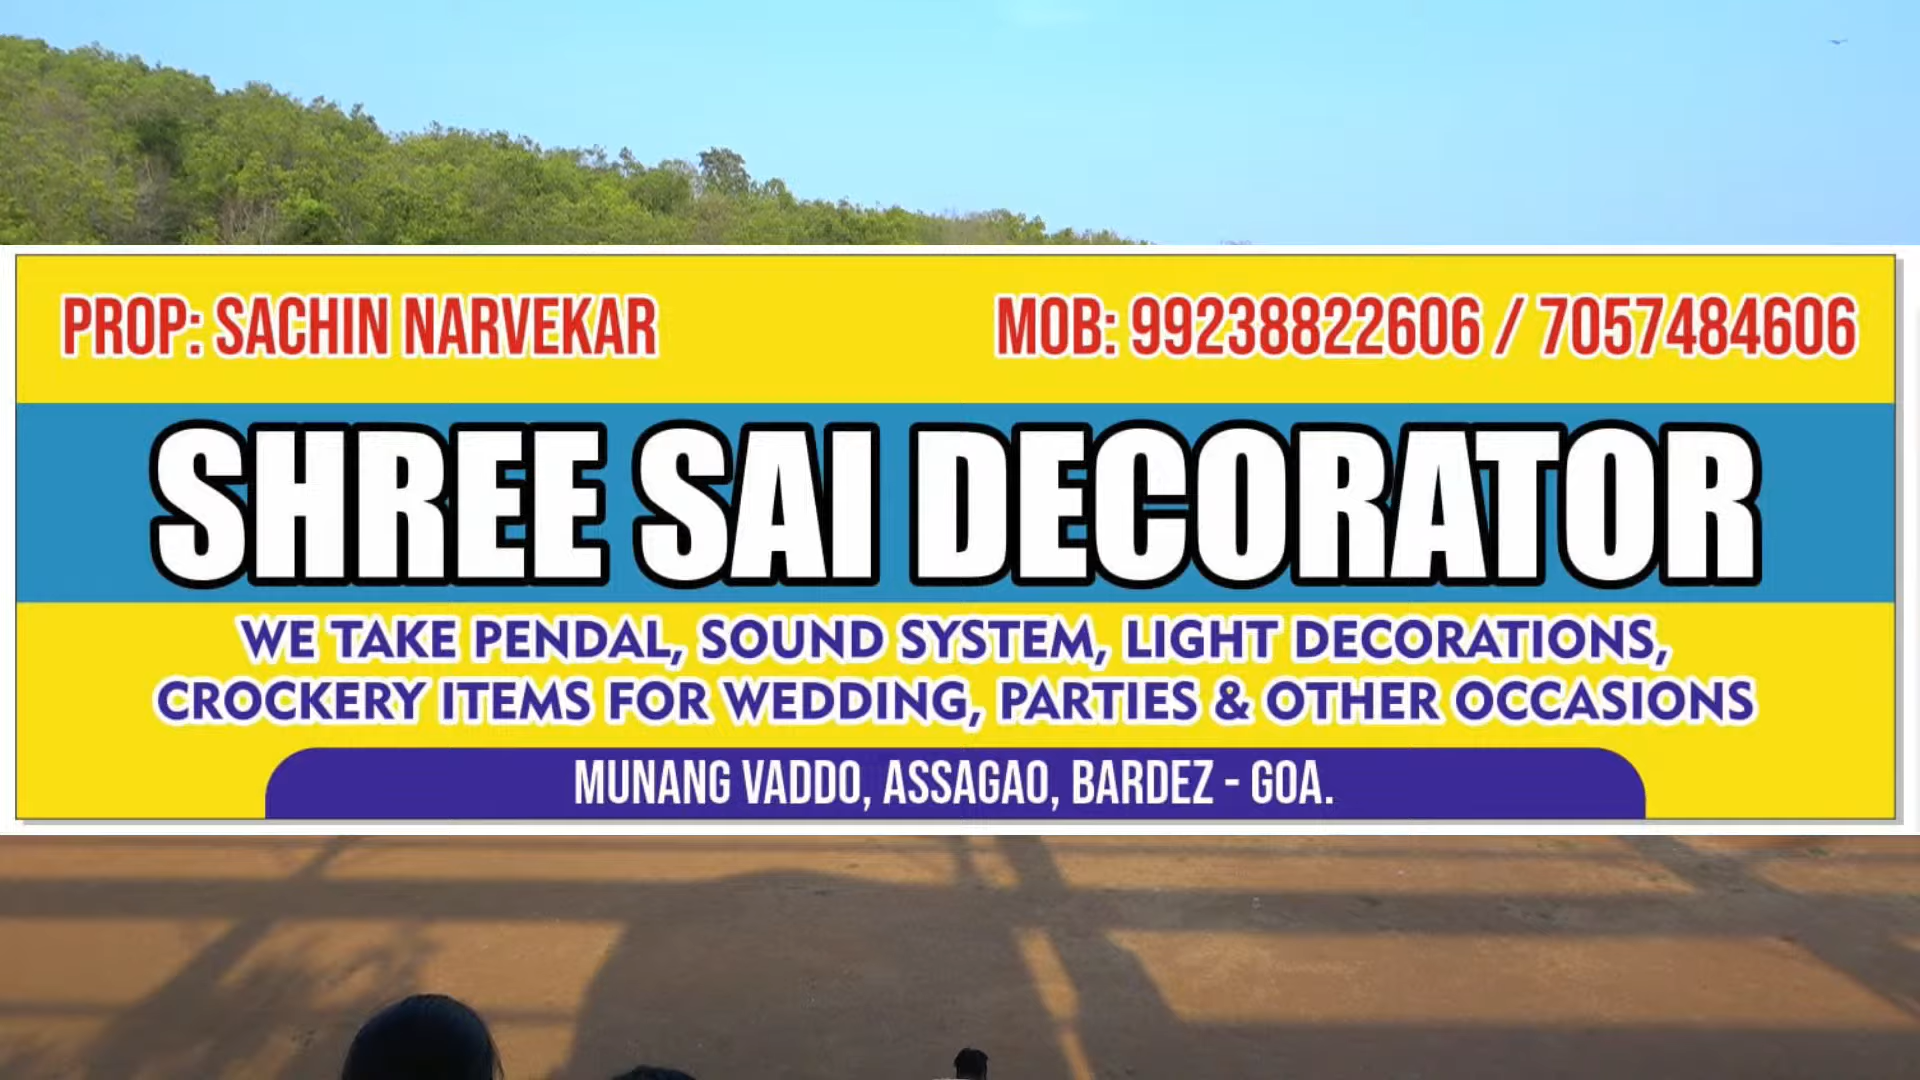 PROP: SACHIN NARVEKAR
MOB: 99238822606 / 7057484606
SHREE SAI DECORATOR
WE TAKE PENDAL, SOUND SYSTEM, LIGHT DECORATIONS,
CROCKERY ITEMS FOR WEDDING, PARTIES & OTHER OCCASIONS
MUNANG VADDO, ASSAGAO, BARDEZ - GOA.